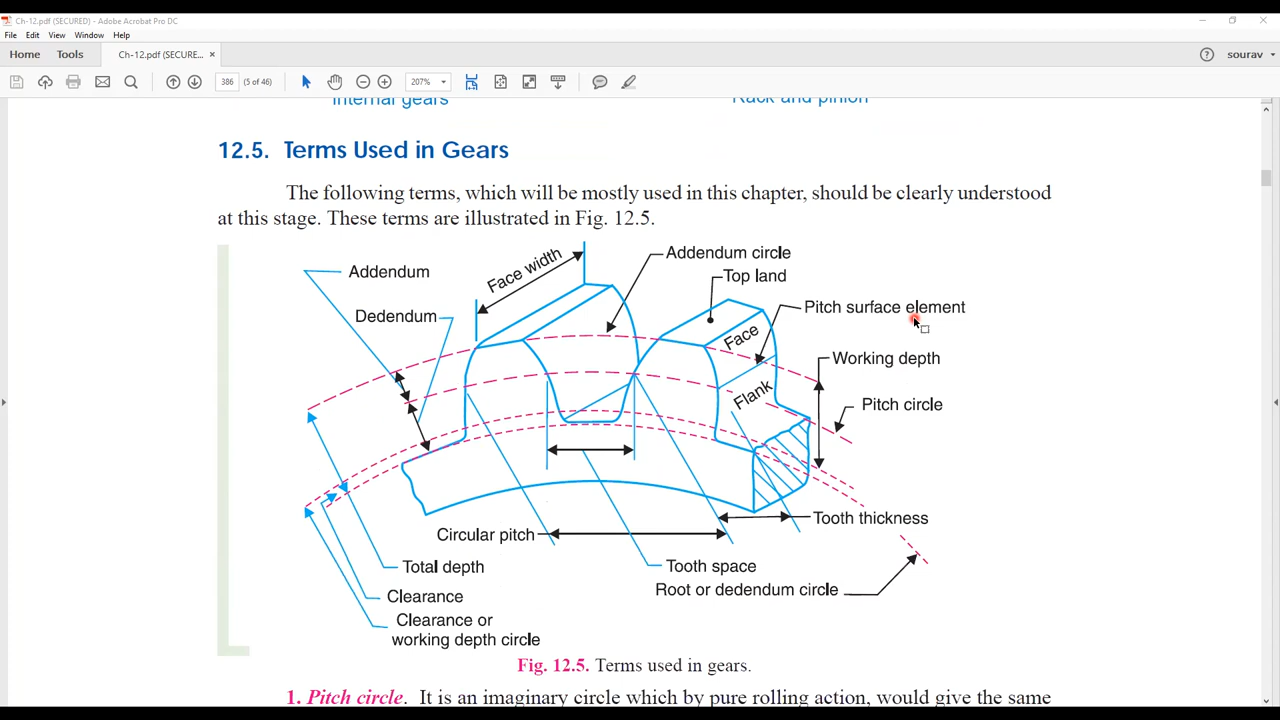 Ch-12.pdf (SECURED) - Adobe Acrobat Pro DC
File Edit View Window Help
Home Tools Ch-12.pdf (SECURE... × ? sourav
386 (5 of 46) 207%
Internal gears Rack and pinion
12.5. Terms Used in Gears
The following terms, which will be mostly used in this chapter, should be clearly understood
at this stage. These terms are illustrated in Fig. 12.5.
Face width
Addendum circle
Addendum
Top land
Pitch surface element
Dedendum
Face
Working depth
Flank
Pitch circle
Tooth thickness
Circular pitch
Total depth
Tooth space
Root or dedendum circle
Clearance
Clearance or
working depth circle
Fig. 12.5. Terms used in gears.
1. Pitch circle. It is an imaginary circle which by pure rolling action, would give the same